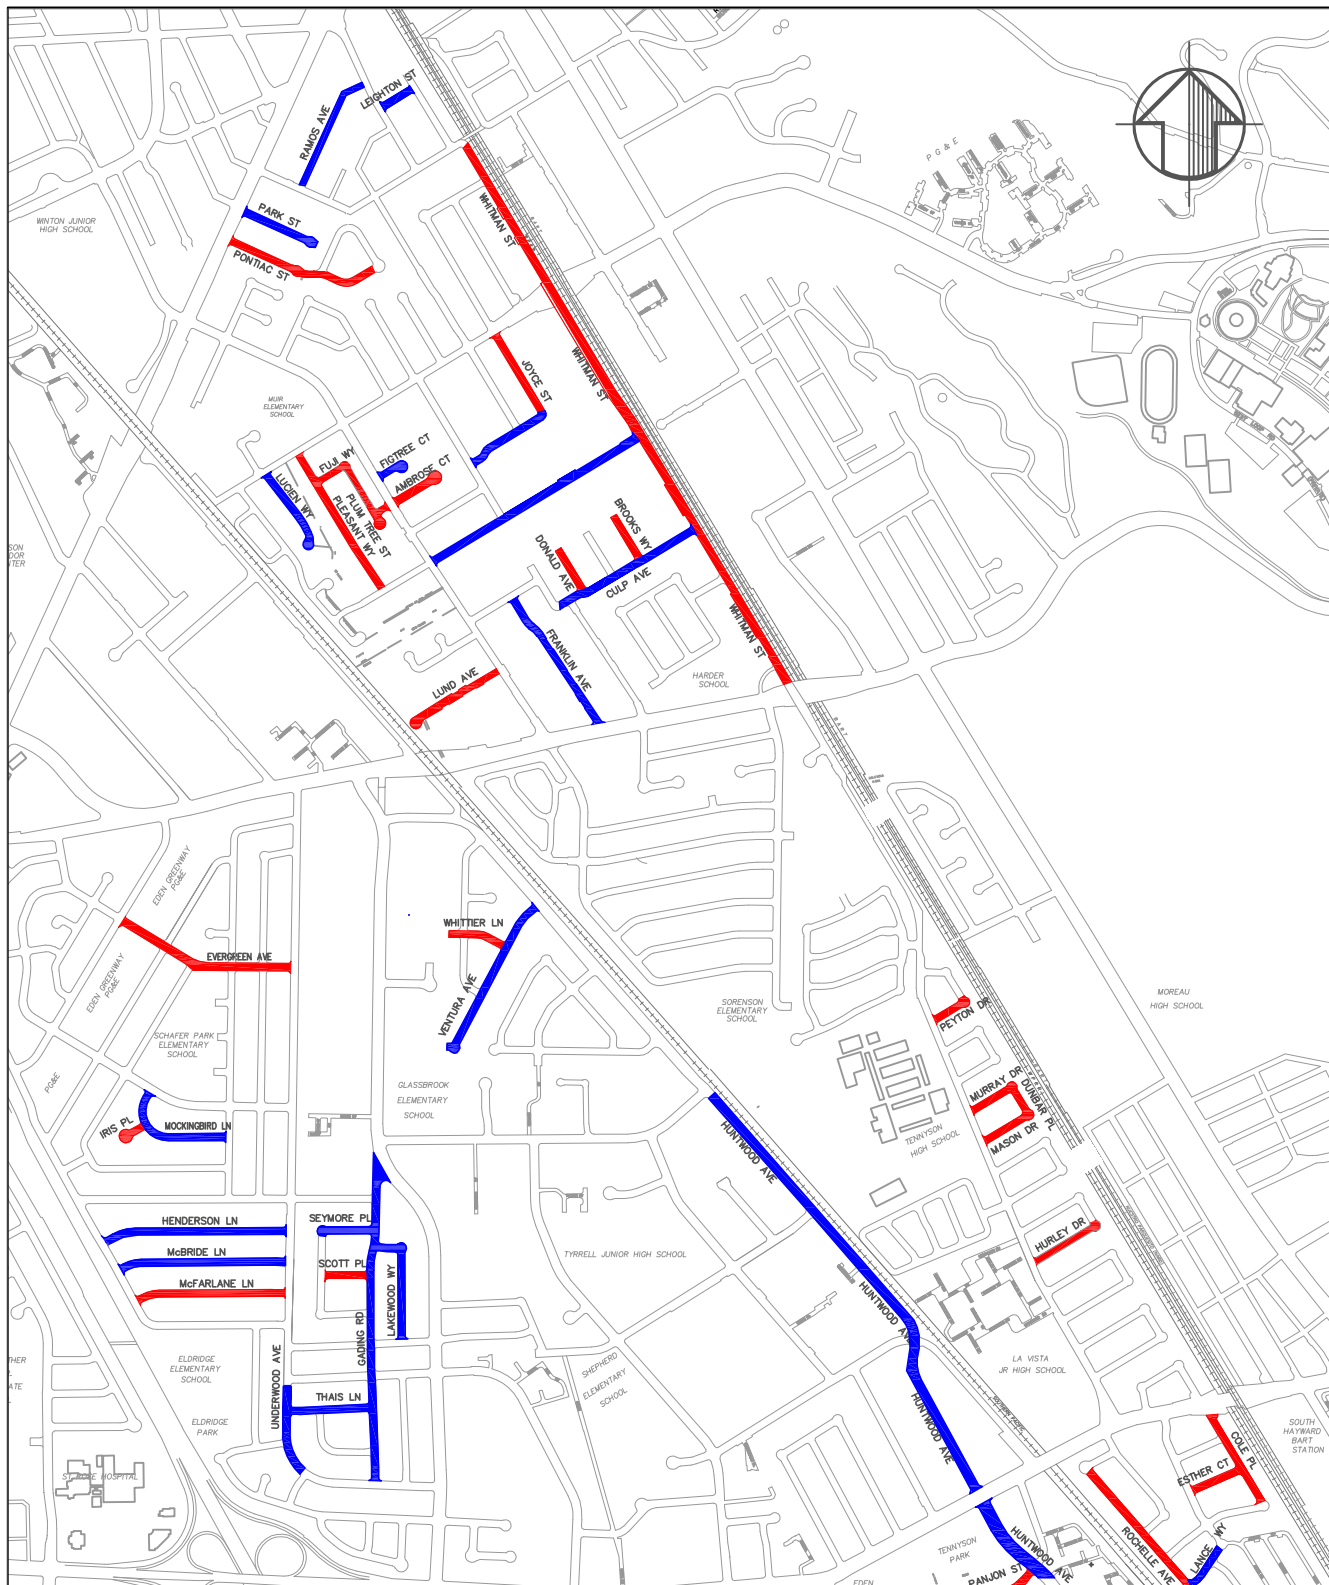 LEIGHTON ST
RAMOS AVE
PG&E
PARK ST
WINTON JUNIOR
HIGH SCHOOL
WHITMAN ST
BART
PONTIAC ST
WHITMAN ST
JOYCE ST
MUIR
ELEMENTARY
SCHOOL
FIGTREE CT
FUJI WY
AMBROSE CT
LUCIEN WY
PLUM TREE ST
PLEASANT WY
BROOKS WY
DONALD AVE
CULP AVE
WHITMAN ST
FRANKLIN AVE
HARDER
SCHOOL
LUND AVE
BART
EDEN GREENWAY
PG&E
WHITTIER LN
EVERGREEN AVE
EDEN GREENWAY
PG&E
VENTURA AVE
MOREAU
HIGH SCHOOL
SORENSON
ELEMENTARY
SCHOOL
PEYTON DR
SCHAFER PARK
ELEMENTARY
SCHOOL
PG&E
GLASSBROOK
ELEMENTARY
SCHOOL
MURRAY DR
DUNBAR PL
MASON DR
IRIS PL
MOCKINGBIRD LN
TENNYSON
HIGH SCHOOL
HUNTWOOD AVE
HENDERSON LN
SEYMORE PL
HURLEY DR
McBRIDE LN
TYRRELL JUNIOR HIGH SCHOOL
SCOTT PL
McFARLANE LN
LAKEWOOD WY
HUNTWOOD AVE
GADING RD
UNDERWOOD AVE
ELDRIDGE
ELEMENTARY
SCHOOL
LA VISTA
JR HIGH SCHOOL
SHEPHERD
ELEMENTARY
SCHOOL
THAIS LN
HUNTWOOD AVE
ELDRIDGE
PARK
SOUTH
HAYWARD
BART
STATION
COLE PL
ESTHER CT
ST. ROSE HOSPITAL
ROCHELLE AVE
LANCE WY
HUNTWOOD AVE
TENNYSON
PARK
PANJON ST
EDEN